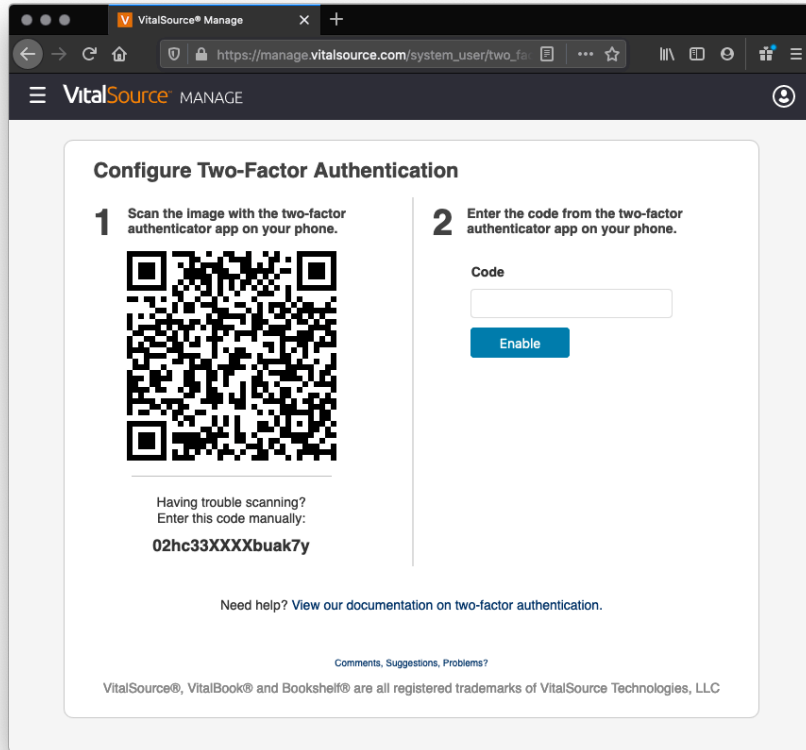 VitalSource® Manage
https://manage.vitalsource.com/system_user/two_fa
VitalSource MANAGE
Configure Two-Factor Authentication
1
Scan the image with the two-factor
authenticator app on your phone.
Having trouble scanning?
Enter this code manually:
02hc33XXXXbuak7y
2
Enter the code from the two-factor
authenticator app on your phone.
Code
Enable
Need help? View our documentation on two-factor authentication.
Comments, Suggestions, Problems?
VitalSource®, VitalBook® and Bookshelf® are all registered trademarks of VitalSource Technologies, LLC